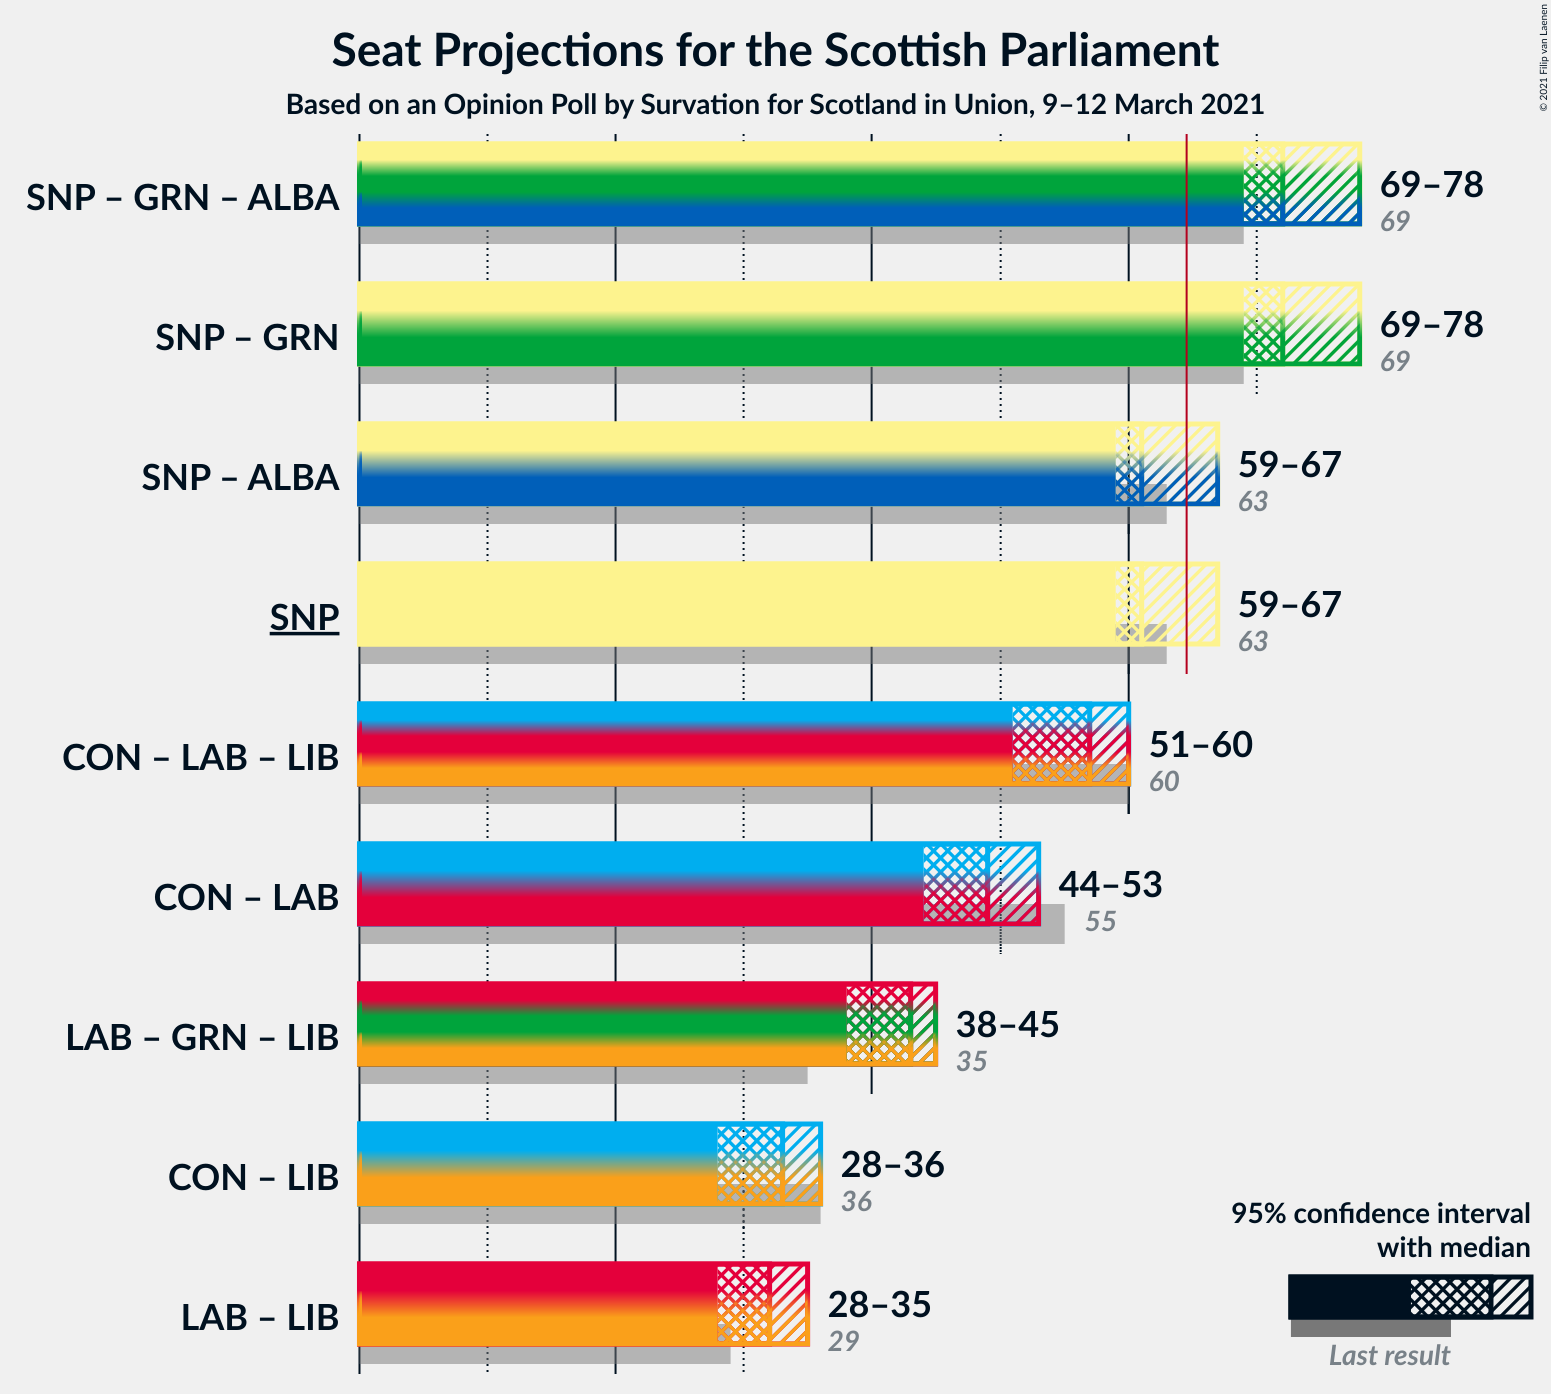 Seat Projections for the Scottish Parliament
Based on an Opinion Poll by Survation for Scotland in Union, 9–12 March 2021
© 2021 Filip van Laenen
SNP – GRN – ALBA
69–78
69
SNP – GRN
69–78
69
SNP – ALBA
59–67
63
SNP
59–67
63
CON – LAB – LIB
51–60
60
CON – LAB
44–53
55
LAB – GRN – LIB
38–45
35
CON – LIB
28–36
36
LAB – LIB
28–35
29
95% confidence interval
with median
Last result